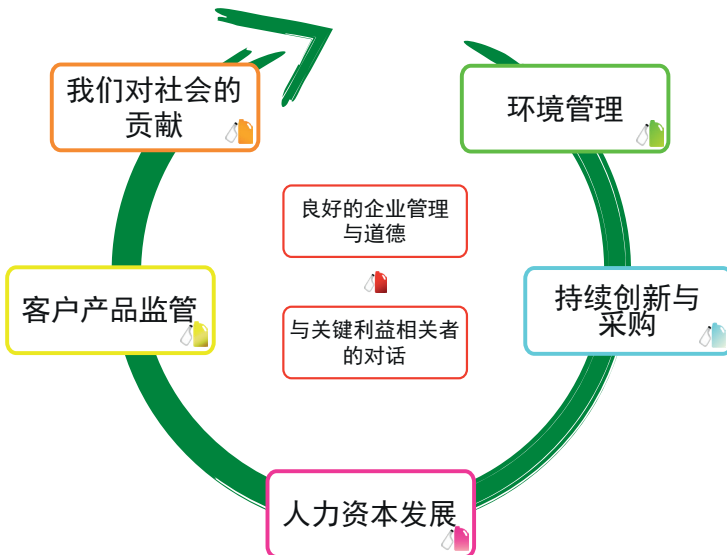 我们对社会的
贡献
环境管理
良好的企业管理
与道德
客户产品监管
持续创新与
采购
与关键利益相关者
的对话
人力资本发展